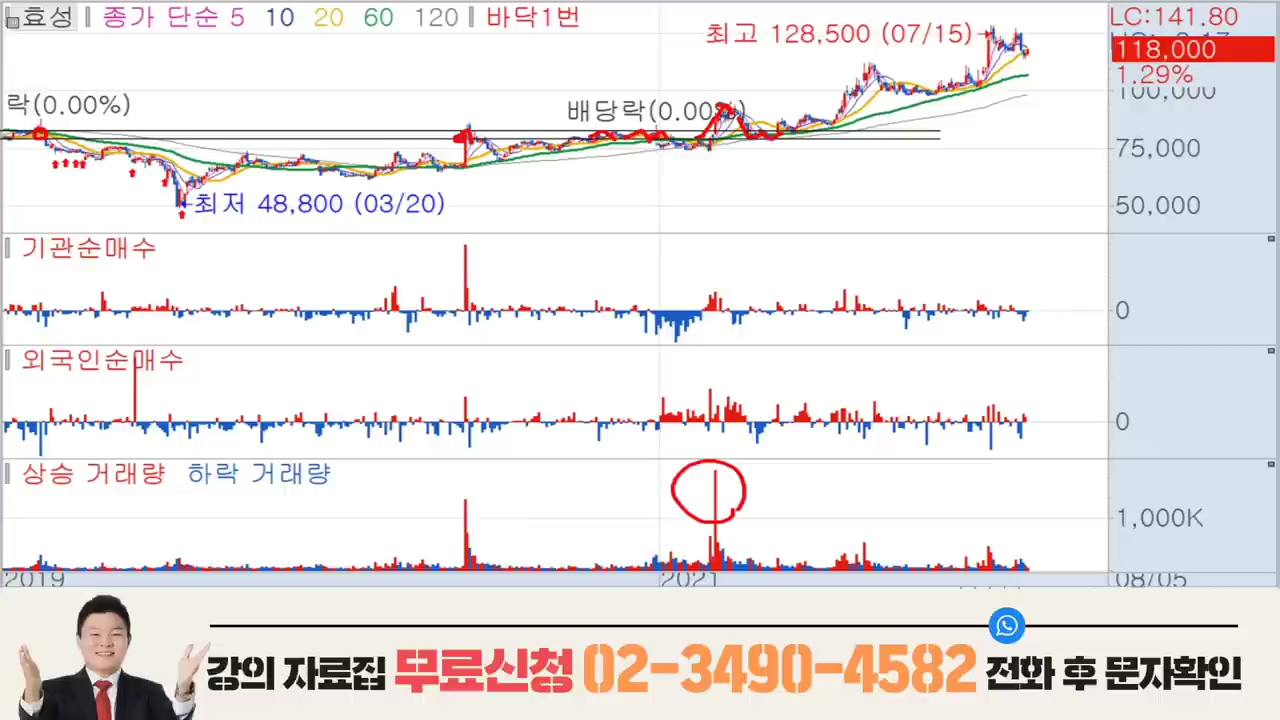 효성 종가 단순 5 10 20 60 120 바닥1번
LC:141.80
최고 128,500 (07/15)
118,000
1.29%
100,000
락(0.00%)
배당락(0.00%)
75,000
최저 48,800 (03/20)
50,000
기관순매수
0
외국인순매수
0
상승 거래량 하락 거래량
1,000K
2019
2021
08/05
강의 자료집 무료신청 02-3490-4582 전화 후 문자확인